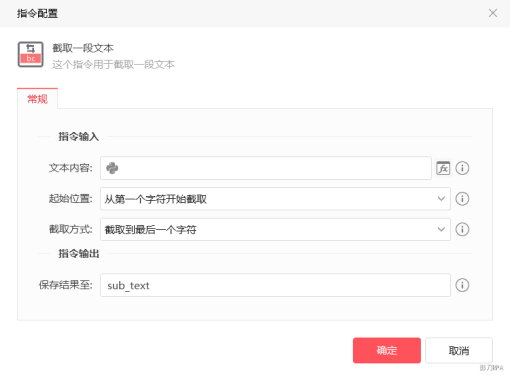 指令配置
bc
截取一段文本
这个指令用于截取一段文本
常规
指令输入
文本内容:
fx
起始位置: 从第一个字符开始截取
截取方式: 截取到最后一个字符
指令输出
保存结果至: sub_text
确定 取消
影刀RPA